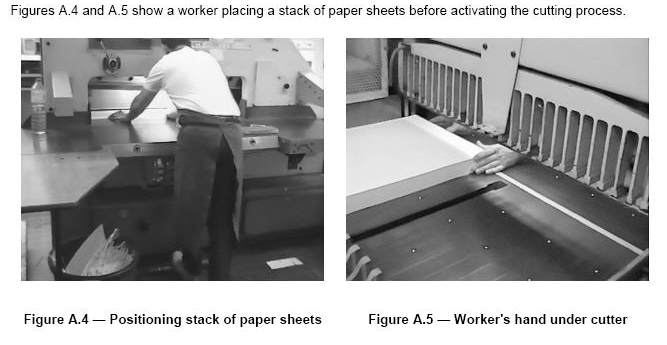 Figures A.4 and A.5 show a worker placing a stack of paper sheets before activating the cutting process.
Figure A.4 — Positioning stack of paper sheets
Figure A.5 — Worker's hand under cutter